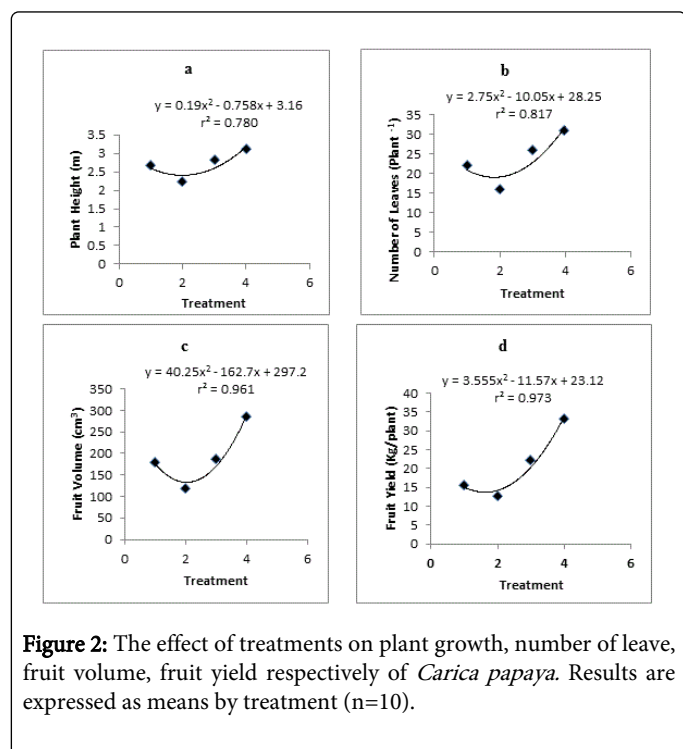 a
y = 0.19x² - 0.758x + 3.16
r² = 0.780
3.5
3
2.5
2
1.5
1
0.5
0
0 2 4 6
Plant Height (m)
Treatment
b
y = 2.75x² - 10.05x + 28.25
r² = 0.817
35
30
25
20
15
10
5
0
0 2 4 6
Number of Leaves (Plant ⁻¹)
Treatment
c
y = 40.25x² - 162.7x + 297.2
r² = 0.961
350
300
250
200
150
100
50
0
0 2 4 6
Fruit Volume (cm³)
Treatment
d
y = 3.555x² - 11.57x + 23.12
r² = 0.973
40
35
30
25
20
15
10
5
0
0 2 4 6
Fruit Yield (Kg/plant)
Treatment
Figure 2: The effect of treatments on plant growth, number of leave,
fruit volume, fruit yield respectively of Carica papaya. Results are
expressed as means by treatment (n=10).